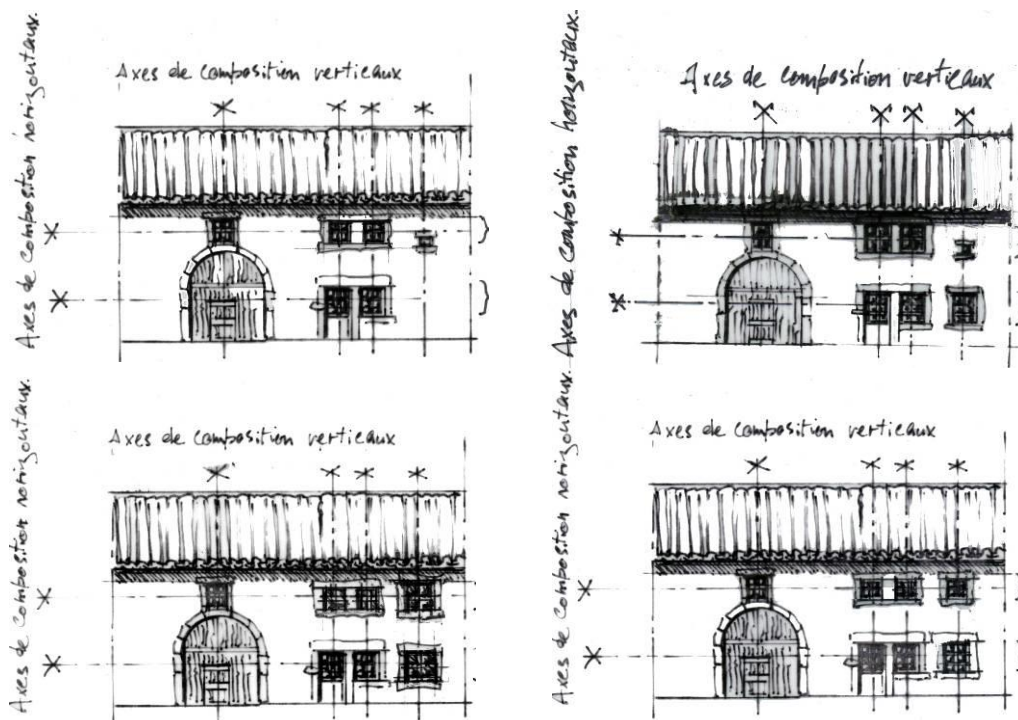 Axes de composition verticaux
Axes de composition horizontaux.
Axes de composition verticaux
Axes de composition horizontaux.
Axes de composition verticaux
Axes de composition horizontaux.
Axes de composition verticaux
Axes de composition horizontaux.